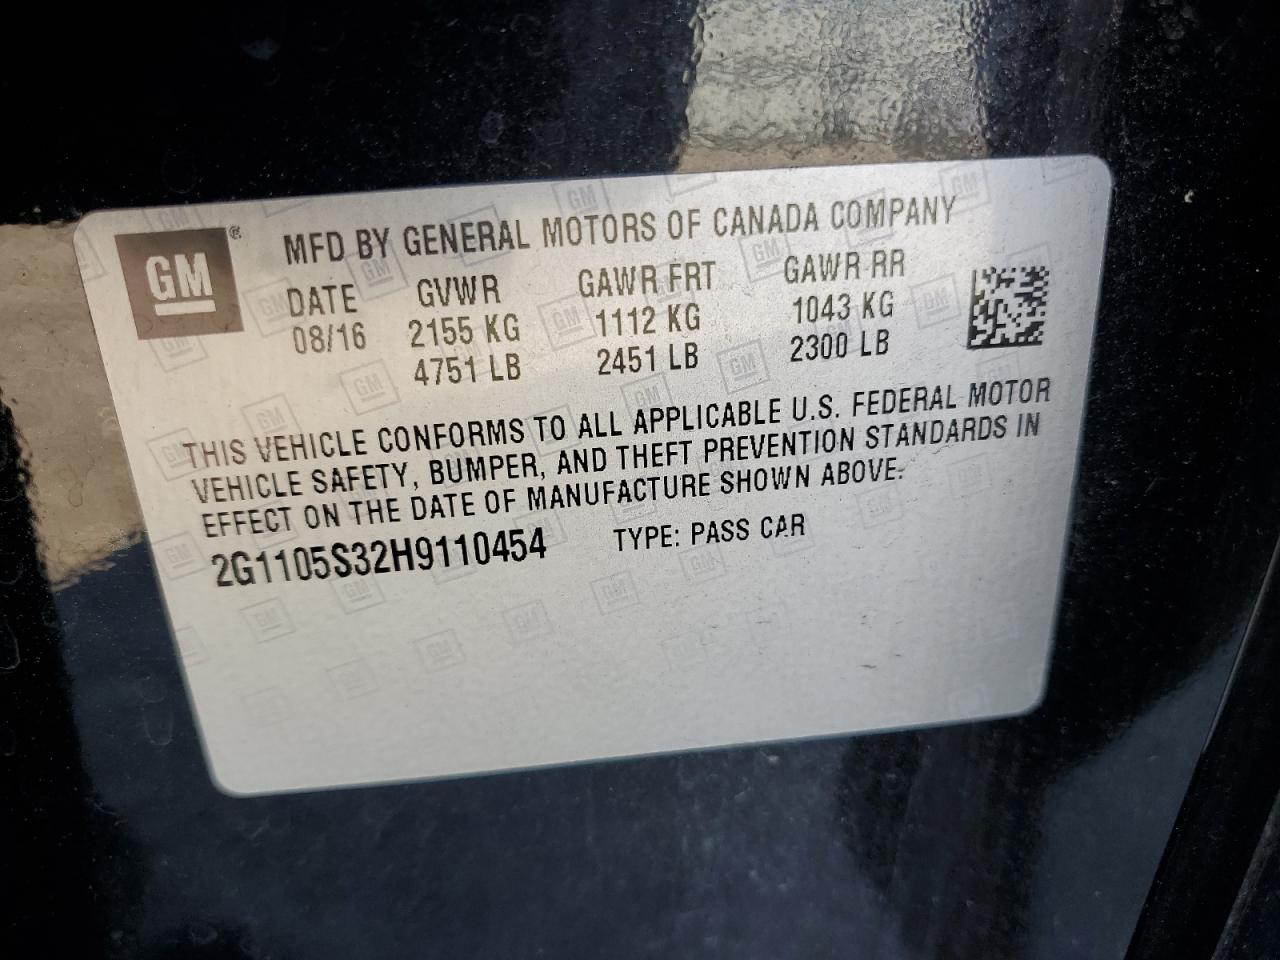 GM®
MFD BY GENERAL MOTORS OF CANADA COMPANY
DATE GVWR GAWR FRT GAWR RR
08/16 2155 KG 1112 KG 1043 KG
4751 LB 2451 LB 2300 LB
THIS VEHICLE CONFORMS TO ALL APPLICABLE U.S. FEDERAL MOTOR
VEHICLE SAFETY, BUMPER, AND THEFT PREVENTION STANDARDS IN
EFFECT ON THE DATE OF MANUFACTURE SHOWN ABOVE.
2G1105S32H9110454 TYPE: PASS CAR